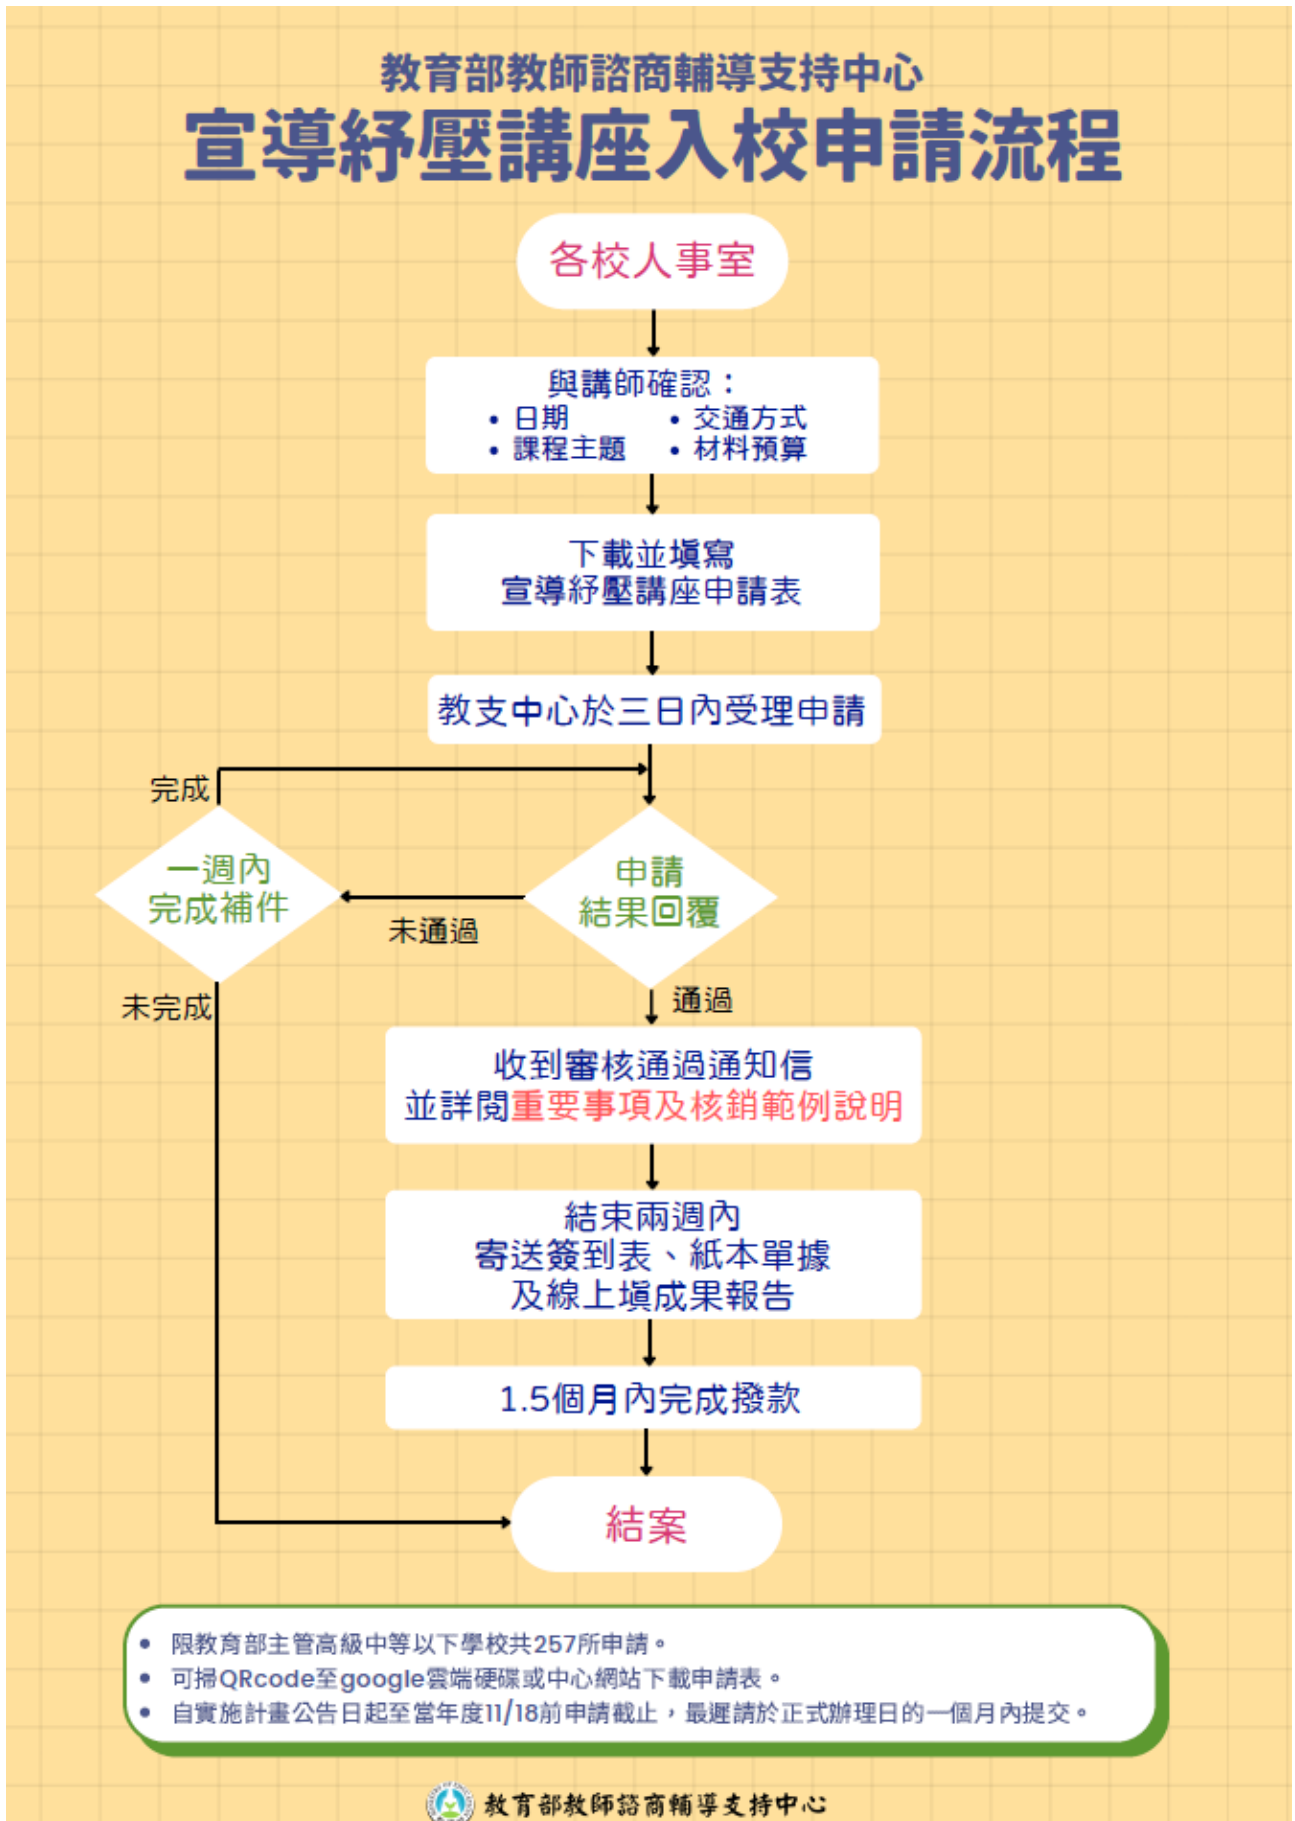 教育部教師諮商輔導支持中心
宣導紓壓講座入校申請流程
各校人事室
與講師確認：
• 日期 • 交通方式
• 課程主題 • 材料預算
下載並填寫
宣導紓壓講座申請表
教支中心於三日內受理申請
完成
一週內
完成補件
申請
結果回覆
未通過
未完成
通過
收到審核通過通知信
並詳閱重要事項及核銷範例說明
結束兩週內
寄送簽到表、紙本單據
及線上填成果報告
1.5個月內完成撥款
結案
• 限教育部主管高級中等以下學校共257所申請。
• 可掃QRcode至google雲端硬碟或中心網站下載申請表。
• 自實施計畫公告日起至當年度11/18前申請截止，最遲請於正式辦理日的一個月內提交。
教育部教師諮商輔導支持中心